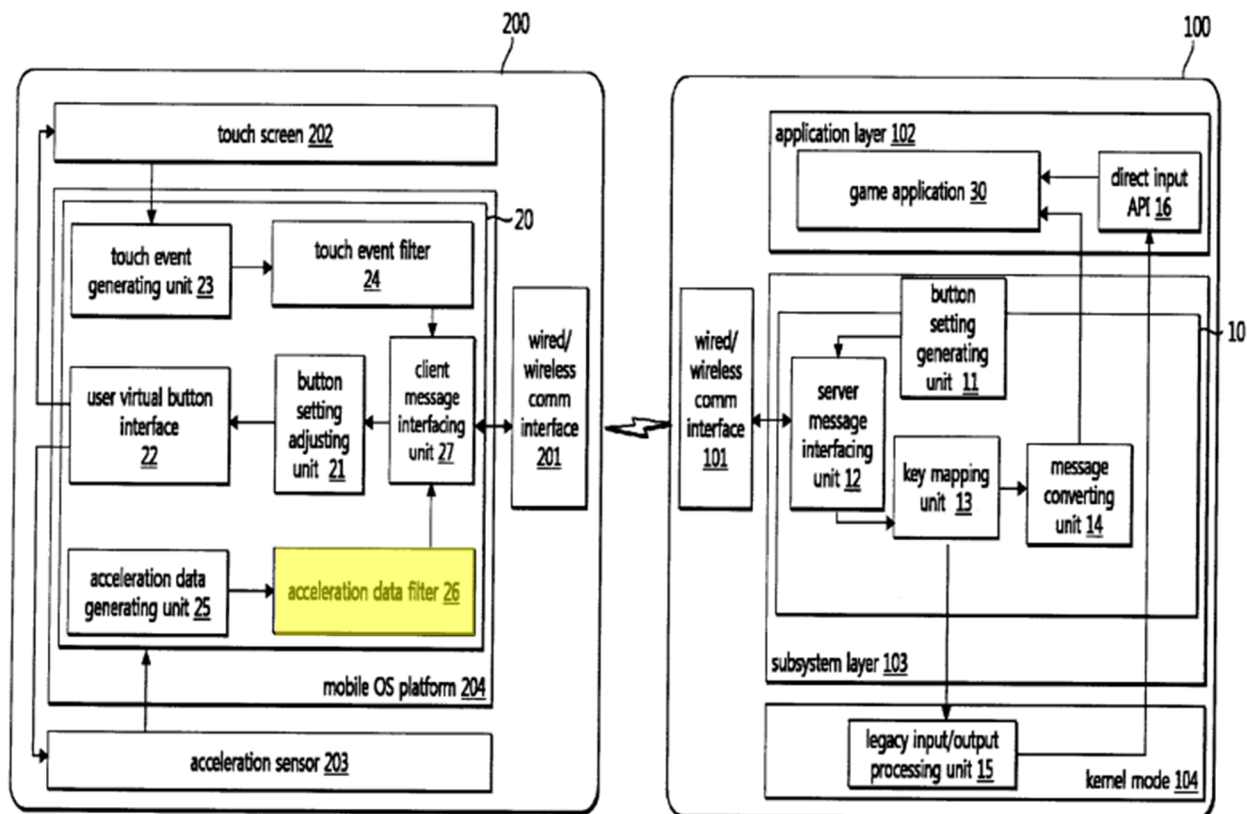 200
touch screen 202
20
touch event
generating unit 23
touch event filter
24
user virtual button
interface
22
button
setting
adjusting
unit 21
client
message
interfacing
unit 27
wired/
wireless
comm
interface
201
acceleration data
generating unit 25
acceleration data filter 26
mobile OS platform 204
acceleration sensor 203
100
application layer 102
game application 30
direct input
API 16
button
setting
generating
unit 11
10
wired/
wireless
comm
interface
101
server
message
interfacing
unit 12
key mapping
unit 13
message
converting
unit 14
subsystem layer 103
legacy input/output
processing unit 15
kernel mode 104